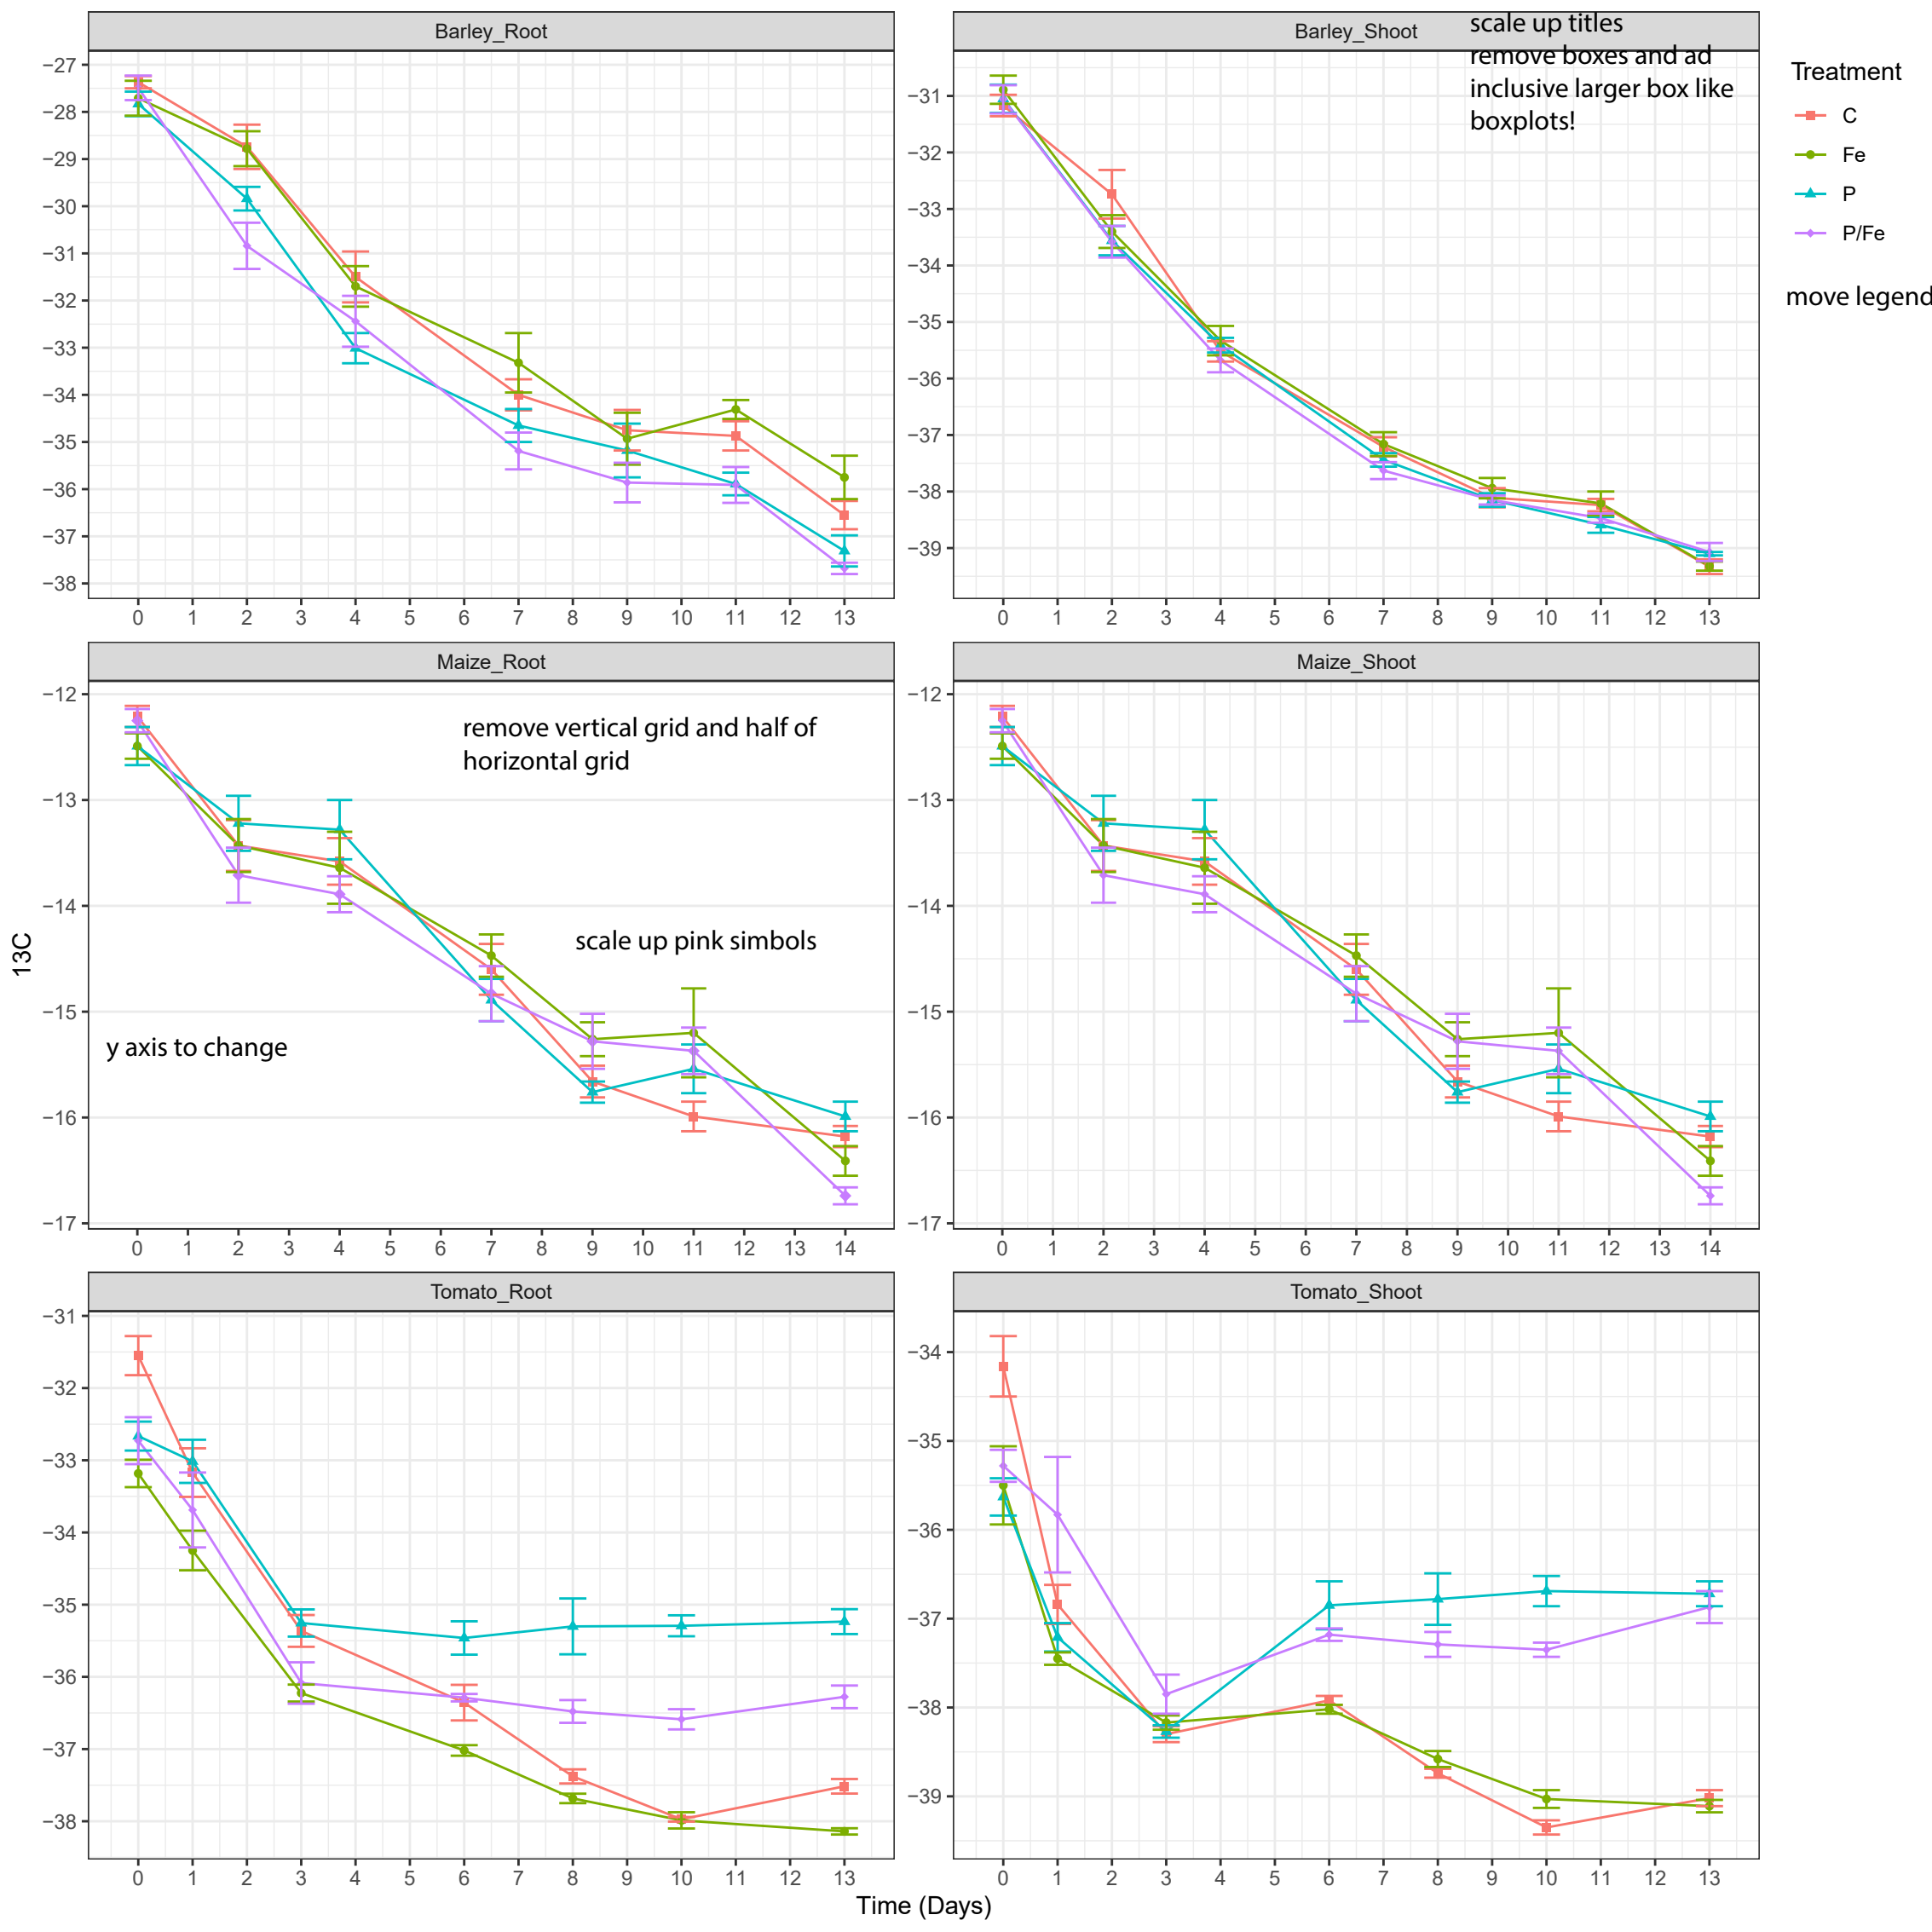 Barley_Root
−27
−28
−29
−30
−31
−32
−33
−34
−35
−36
−37
−38
0 1 2 3 4 5 6 7 8 9 10 11 12 13
Barley_Shoot
scale up titles
remove boxes and ad
inclusive larger box like
boxplots!
−31
−32
−33
−34
−35
−36
−37
−38
−39
0 1 2 3 4 5 6 7 8 9 10 11 12 13
Treatment
C
Fe
P
P/Fe
move legend
13C
Maize_Root
−12
−13
−14
−15
−16
−17
remove vertical grid and half of
horizontal grid
scale up pink simbols
y axis to change
0 1 2 3 4 5 6 7 8 9 10 11 12 13 14
Maize_Shoot
−12
−13
−14
−15
−16
−17
0 1 2 3 4 5 6 7 8 9 10 11 12 13 14
Tomato_Root
−31
−32
−33
−34
−35
−36
−37
−38
0 1 2 3 4 5 6 7 8 9 10 11 12 13
Tomato_Shoot
−34
−35
−36
−37
−38
−39
0 1 2 3 4 5 6 7 8 9 10 11 12 13
Time (Days)